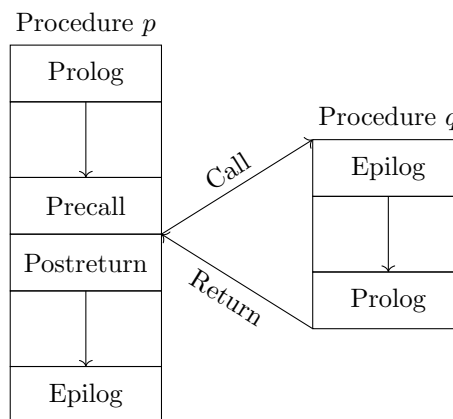 Procedure p
Prolog
Precall
Postreturn
Epilog
Call
Return
Procedure q
Epilog
Prolog